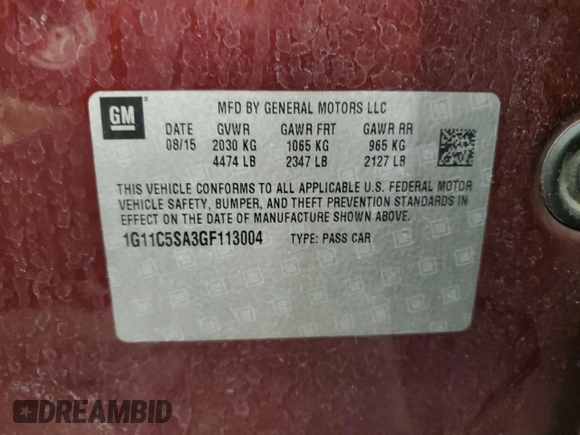 GM
MFD BY GENERAL MOTORS LLC
DATE GVWR GAWR FRT GAWR RR
08/15 2030 KG 1065 KG 965 KG
4474 LB 2347 LB 2127 LB
THIS VEHICLE CONFORMS TO ALL APPLICABLE U.S. FEDERAL MOTOR
VEHICLE SAFETY, BUMPER, AND THEFT PREVENTION STANDARDS IN
EFFECT ON THE DATE OF MANUFACTURE SHOWN ABOVE.
1G11C5SA3GF113004 TYPE: PASS CAR
DREAMBID